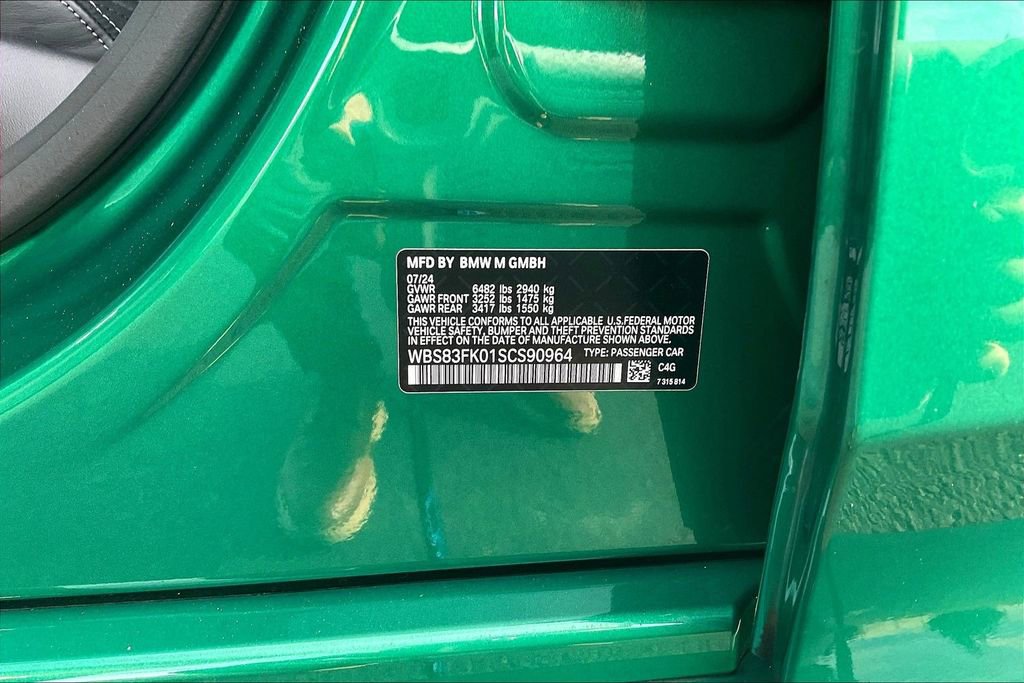 MFD BY BMW M GMBH
07/24
GVWR 6482 lbs 2940 kg
GAWR FRONT 3252 lbs 1475 kg
GAWR REAR 3417 lbs 1550 kg
THIS VEHICLE CONFORMS TO ALL APPLICABLE U.S.FEDERAL MOTOR
VEHICLE SAFETY, BUMPER AND THEFT PREVENTION STANDARDS
IN EFFECT ON THE DATE OF MANUFACTURE SHOWN ABOVE.
WBS83FK01SCS90964 TYPE: PASSENGER CAR
C4G
7 315 814